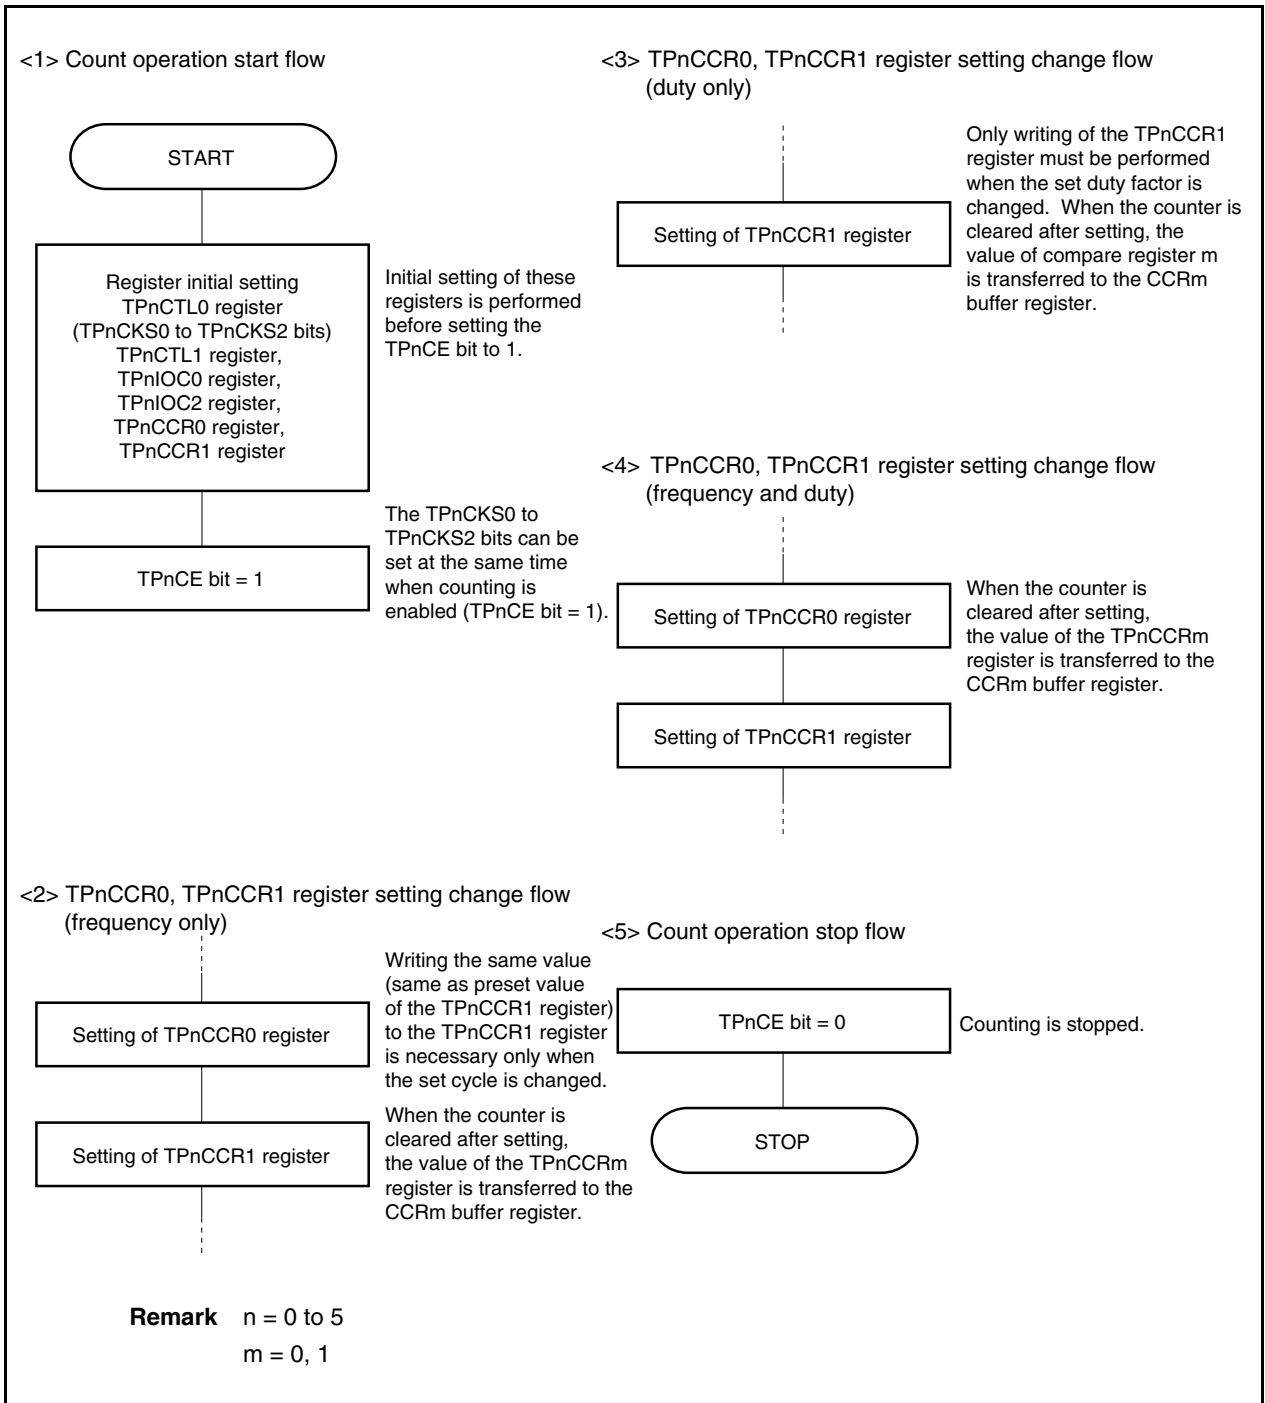 <1> Count operation start flow
START
Register initial setting
TPnCTL0 register
(TPnCKS0 to TPnCKS2 bits)
TPnCTL1 register,
TPnIOC0 register,
TPnIOC2 register,
TPnCCR0 register,
TPnCCR1 register
Initial setting of these
registers is performed
before setting the
TPnCE bit to 1.
TPnCE bit = 1
The TPnCKS0 to
TPnCKS2 bits can be
set at the same time
when counting is
enabled (TPnCE bit = 1).
<2> TPnCCR0, TPnCCR1 register setting change flow
(frequency only)
Setting of TPnCCR0 register
Writing the same value
(same as preset value
of the TPnCCR1 register)
to the TPnCCR1 register
is necessary only when
the set cycle is changed.
Setting of TPnCCR1 register
When the counter is
cleared after setting,
the value of the TPnCCRm
register is transferred to the
CCRm buffer register.
<3> TPnCCR0, TPnCCR1 register setting change flow
(duty only)
Setting of TPnCCR1 register
Only writing of the TPnCCR1
register must be performed
when the set duty factor is
changed. When the counter is
cleared after setting, the
value of compare register m
is transferred to the CCRm
buffer register.
<4> TPnCCR0, TPnCCR1 register setting change flow
(frequency and duty)
Setting of TPnCCR0 register
When the counter is
cleared after setting,
the value of the TPnCCRm
register is transferred to the
CCRm buffer register.
Setting of TPnCCR1 register
<5> Count operation stop flow
TPnCE bit = 0
Counting is stopped.
STOP
Remark n = 0 to 5
m = 0, 1